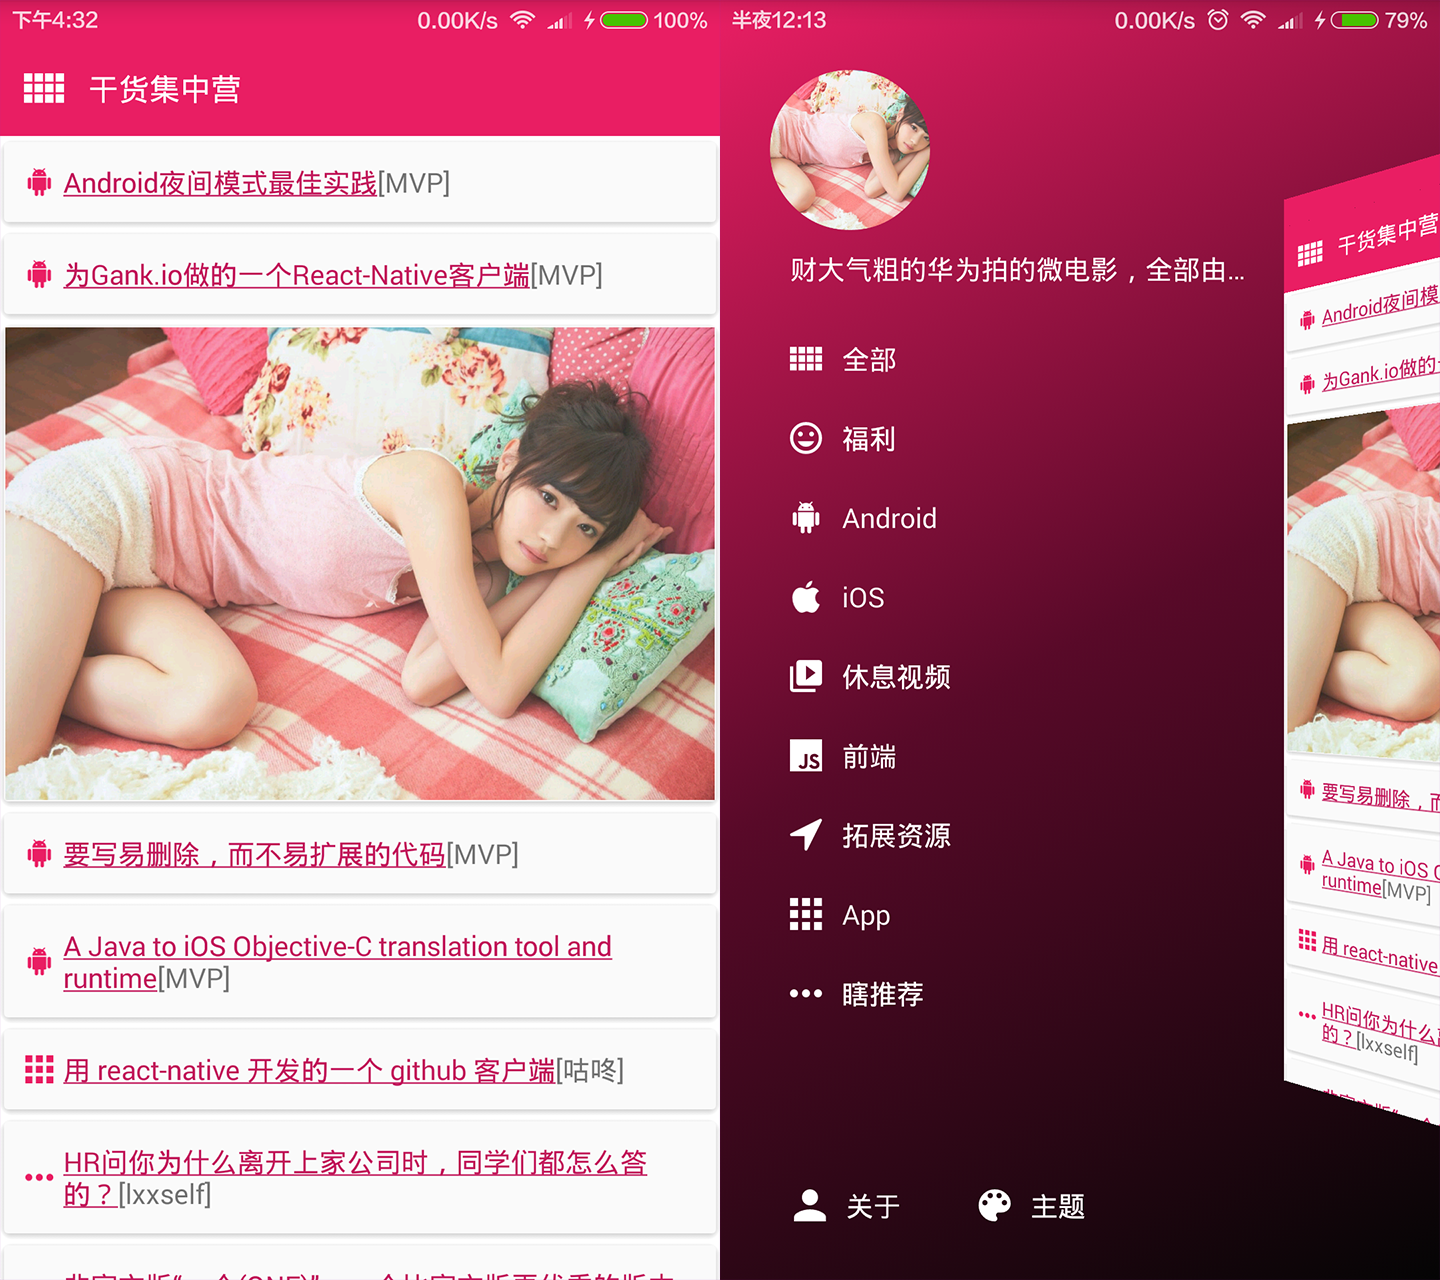 下午4:32
0.00K/s
100%
干货集中营
Android夜间模式最佳实践[MVP]
为Gank.io做的一个React-Native客户端[MVP]
要写易删除，而不易扩展的代码[MVP]
A Java to iOS Objective-C translation tool and
runtime[MVP]
用 react-native 开发的一个 github 客户端[咕咚]
HR问你为什么离开上家公司时，同学们都怎么答
的？[lxxself]
半夜12:13
0.00K/s
79%
财大气粗的华为拍的微电影，全部由...
全部
福利
Android
iOS
休息视频
JS
前端
拓展资源
App
瞎推荐
关于
主题
干货集中营
Android夜间模
为Gank.io做的
要写易删除，而
A Java to iOS O
runtime[MVP]
用 react-native
HR问你为什么
的？[lxxself]